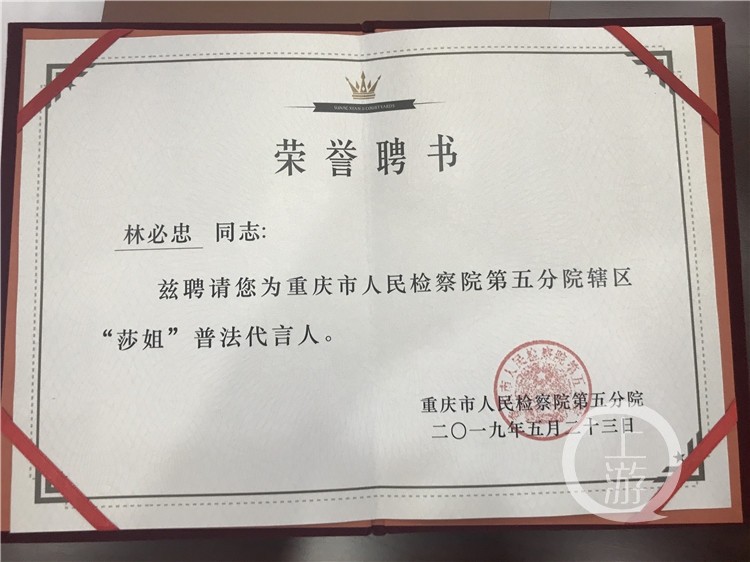 荣誉聘书
林必忠 同志:
兹聘请您为重庆市人民检察院第五分院辖区
“莎姐”普法代言人。
重庆市人民检察院第五分院
二〇一九年五月二十三日
上游